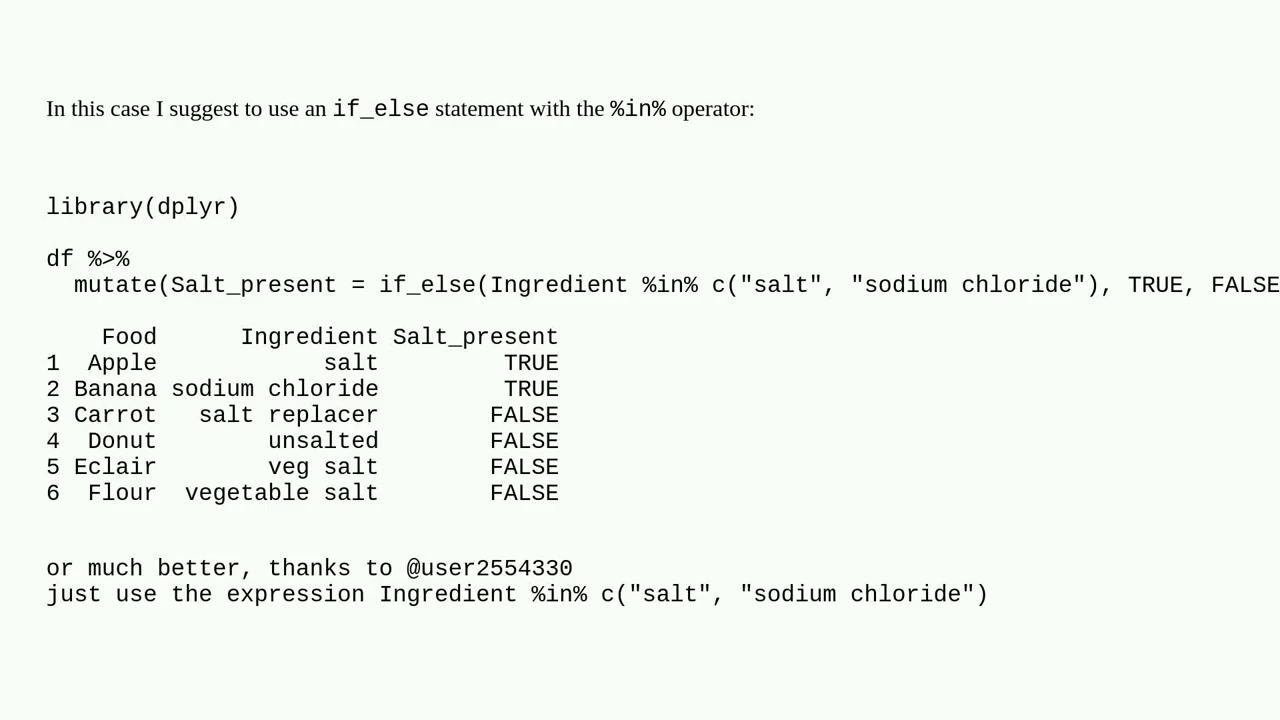 In this case I suggest to use an if_else statement with the %in% operator:
library(dplyr)
df %>%
  mutate(Salt_present = if_else(Ingredient %in% c("salt", "sodium chloride"), TRUE, FALSE
    Food      Ingredient Salt_present
1  Apple            salt         TRUE
2 Banana sodium chloride         TRUE
3 Carrot   salt replacer        FALSE
4  Donut        unsalted        FALSE
5 Eclair        veg salt        FALSE
6  Flour  vegetable salt        FALSE
or much better, thanks to @user2554330
just use the expression Ingredient %in% c("salt", "sodium chloride")